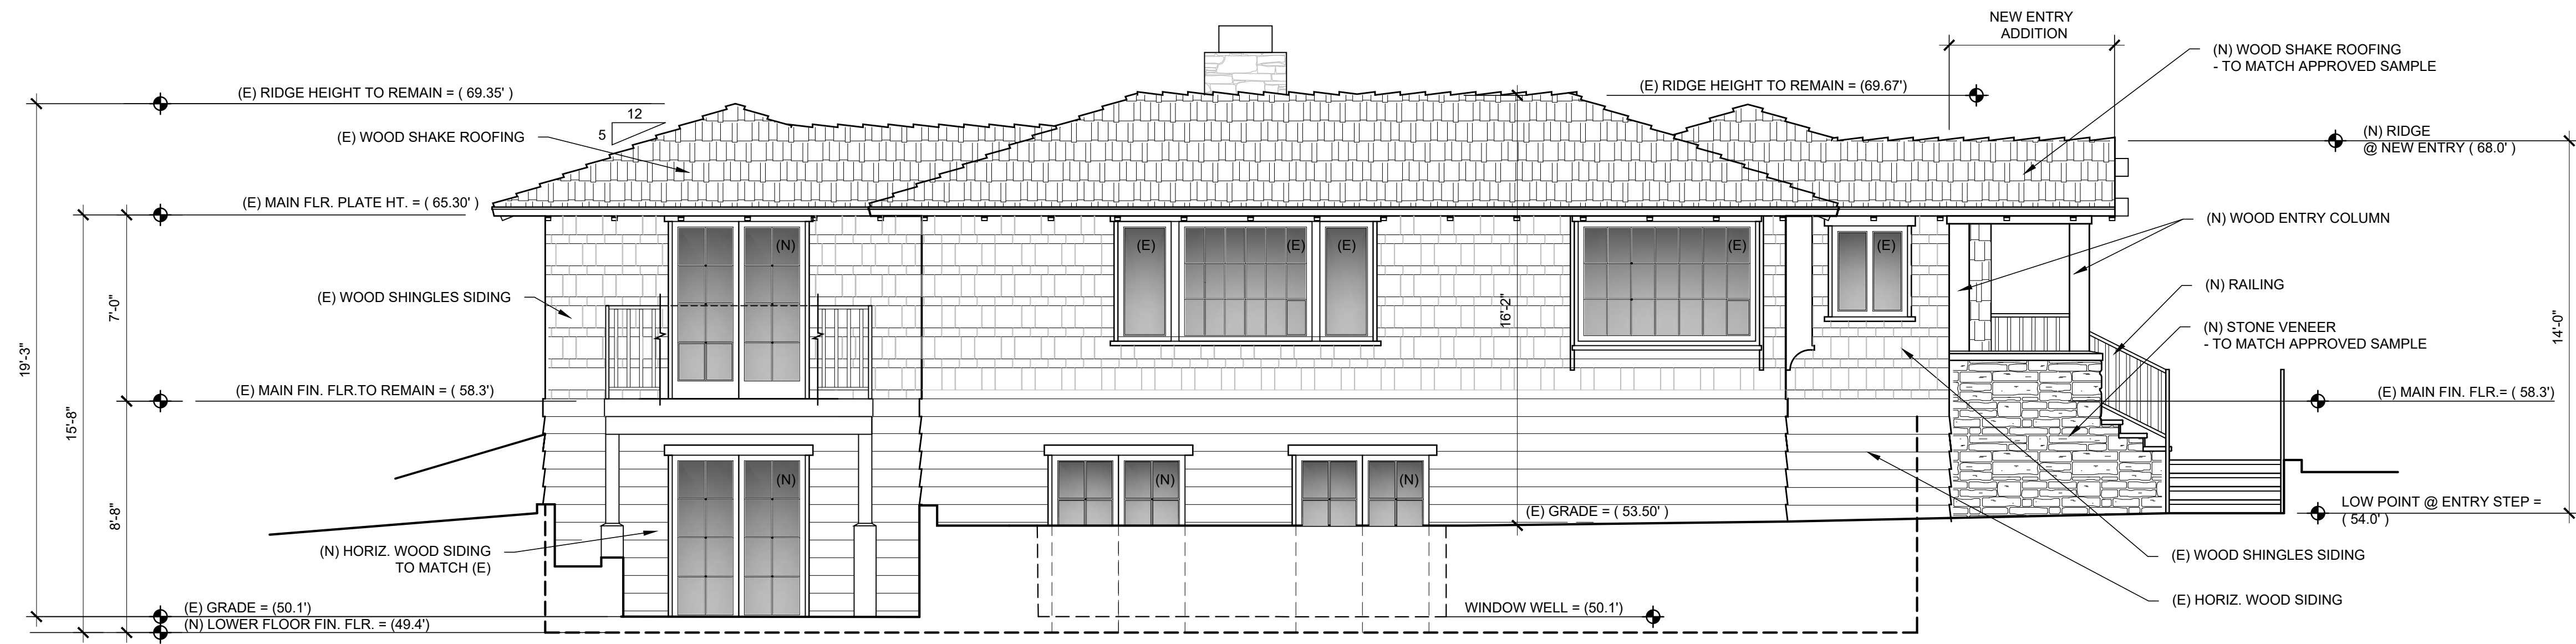 NEW ENTRY
ADDITION
(N) WOOD SHAKE ROOFING
- TO MATCH APPROVED SAMPLE
(E) RIDGE HEIGHT TO REMAIN = ( 69.35' )
(E) RIDGE HEIGHT TO REMAIN = (69.67')
12
5
(E) WOOD SHAKE ROOFING
(N) RIDGE
@ NEW ENTRY ( 68.0' )
(E) MAIN FLR. PLATE HT. = ( 65.30' )
(N) WOOD ENTRY COLUMN
(N)
(E)
(E)
(E)
(E)
(E)
(E) WOOD SHINGLES SIDING
(N) RAILING
7'-0"
16'-2"
14'-0"
19'-3"
(N) STONE VENEER
- TO MATCH APPROVED SAMPLE
(E) MAIN FIN. FLR.TO REMAIN = ( 58.3')
(E) MAIN FIN. FLR.= ( 58.3')
15'-8"
8'-8"
(N)
(N)
(N)
(E) GRADE = ( 53.50' )
LOW POINT @ ENTRY STEP =
( 54.0' )
(N) HORIZ. WOOD SIDING
TO MATCH (E)
(E) WOOD SHINGLES SIDING
(E) HORIZ. WOOD SIDING
(E) GRADE = (50.1')
WINDOW WELL = (50.1')
(N) LOWER FLOOR FIN. FLR. = (49.4')